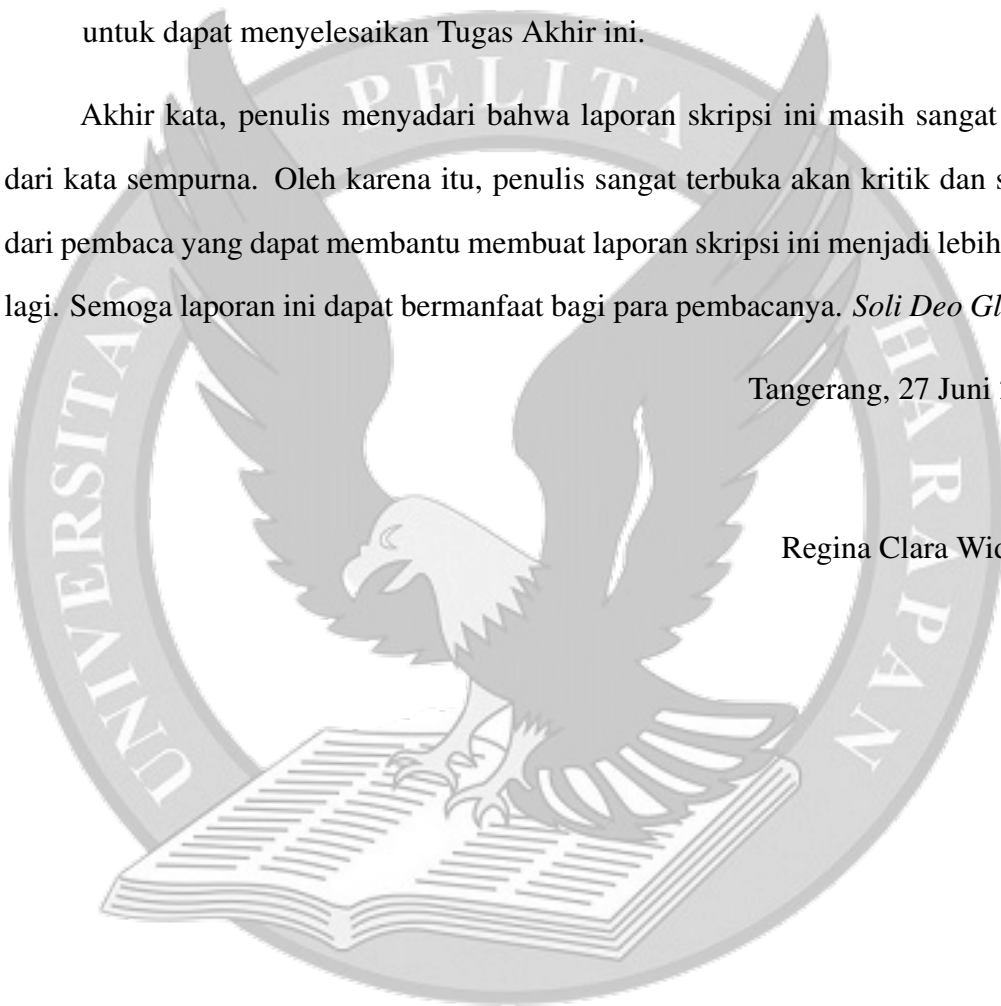 untuk dapat menyelesaikan Tugas Akhir ini.
Akhir kata, penulis menyadari bahwa laporan skripsi ini masih sangat
dari kata sempurna. Oleh karena itu, penulis sangat terbuka akan kritik dan
dari pembaca yang dapat membantu membuat laporan skripsi ini menjadi lebih
lagi. Semoga laporan ini dapat bermanfaat bagi para pembacanya. Soli Deo
Tangerang, 27 Juni
Regina Clara
UNIVERSITAS PELITA HARAPAN